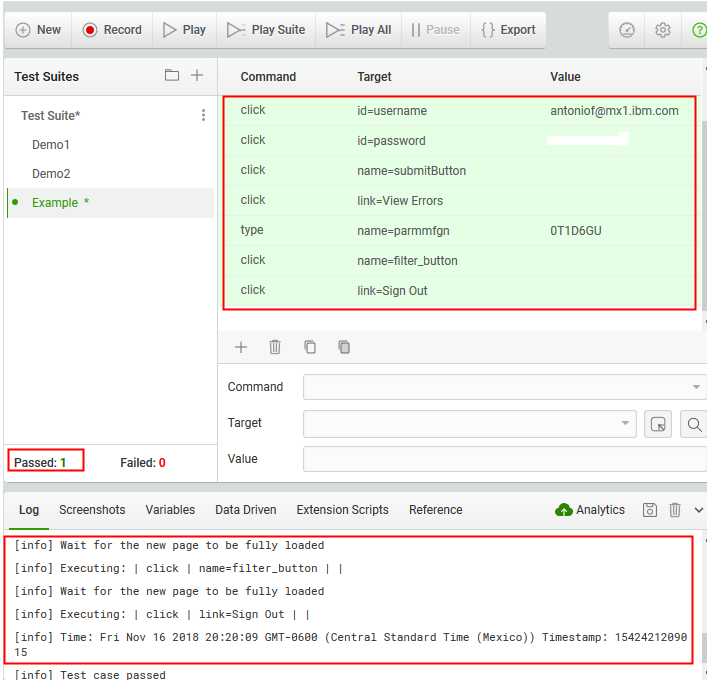 New Record Play Play Suite Play All Pause Export
Test Suites
Command Target Value
Test Suite*
Demo1
Demo2
Example *
click id=username antoniof@mx1.ibm.com
click id=password
click name=submitButton
click link=View Errors
type name=parmmfgn 0T1D6GU
click name=filter_button
click link=Sign Out
Command
Target
Value
Passed: 1 Failed: 0
Log Screenshots Variables Data Driven Extension Scripts Reference Analytics
[info] Wait for the new page to be fully loaded
[info] Executing: | click | name=filter_button | |
[info] Wait for the new page to be fully loaded
[info] Executing: | click | link=Sign Out | |
[info] Time: Fri Nov 16 2018 20:20:09 GMT-0600 (Central Standard Time (Mexico)) Timestamp: 15424212090
15
[info] Test case passed